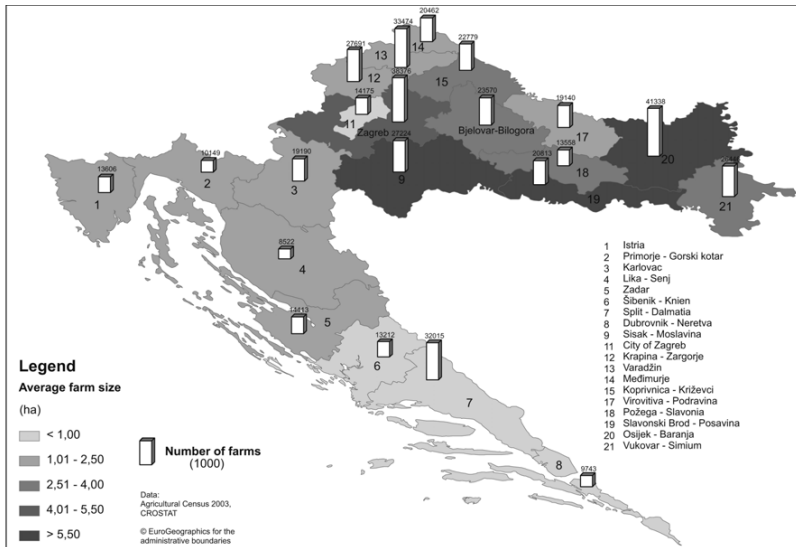 20462
33474
14
22779
27691
13
12
38376
15
14175
23570
19140
41338
11
Zagreb
27224
Bjelovar-Bilogora
17
13558
20
20813
18
10149
19190
13606
9
19
21
2
3
1
8522
4
14413
5
13212
32015
6
7
8
9743
1 Istria
2 Primorje - Gorski kotar
3 Karlovac
4 Lika - Senj
5 Zadar
6 Šibenik - Knien
7 Split - Dalmatia
8 Dubrovnik - Neretva
9 Sisak - Moslavina
11 City of Zagreb
12 Krapina - Zargorje
13 Varadžin
14 Međimurje
15 Koprivnica - Križevci
17 Virovitica - Podravina
18 Požega - Slavonia
19 Slavonski Brod - Posavina
20 Osijek - Baranja
21 Vukovar - Simium
Legend
Average farm size
(ha)
< 1,00
1,01 - 2,50
2,51 - 4,00
4,01 - 5,50
> 5,50
Number of farms
(1000)
Data:
Agricultural Census 2003,
CROSTAT
© EuroGeographics for the
administrative boundaries